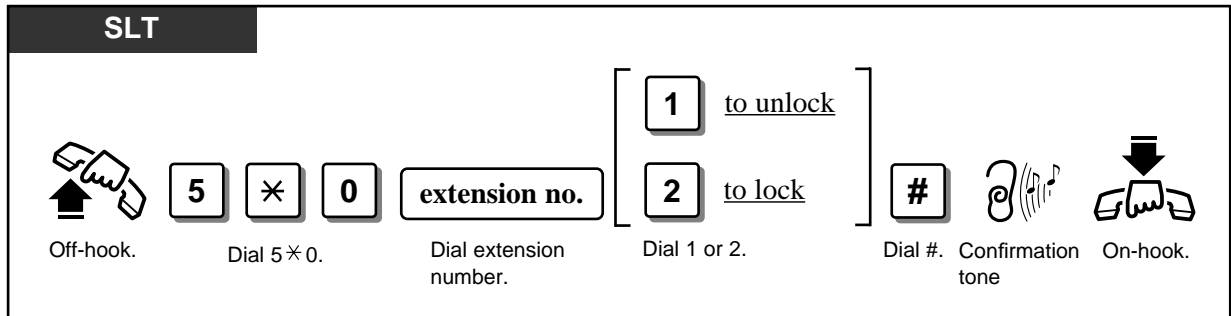 SLT
1 to unlock
5 ✳ 0 extension no. 2 to lock #
Off-hook. Dial 5✳0. Dial extension number. Dial 1 or 2. Dial #. Confirmation tone On-hook.